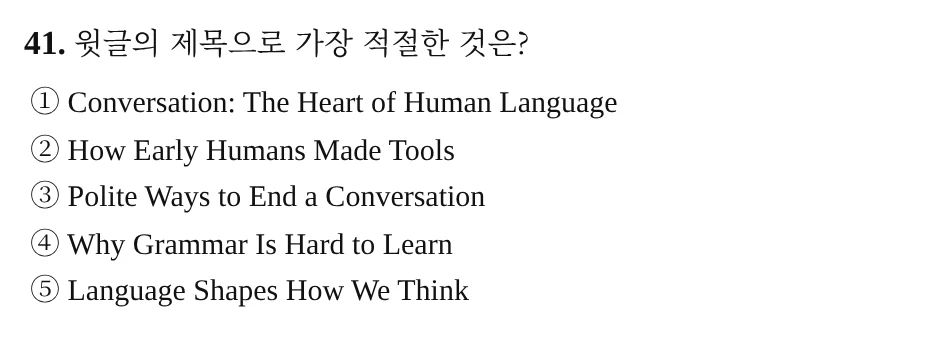 41. 윗글의 제목으로 가장 적절한 것은?
① Conversation: The Heart of Human Language
② How Early Humans Made Tools
③ Polite Ways to End a Conversation
④ Why Grammar Is Hard to Learn
⑤ Language Shapes How We Think